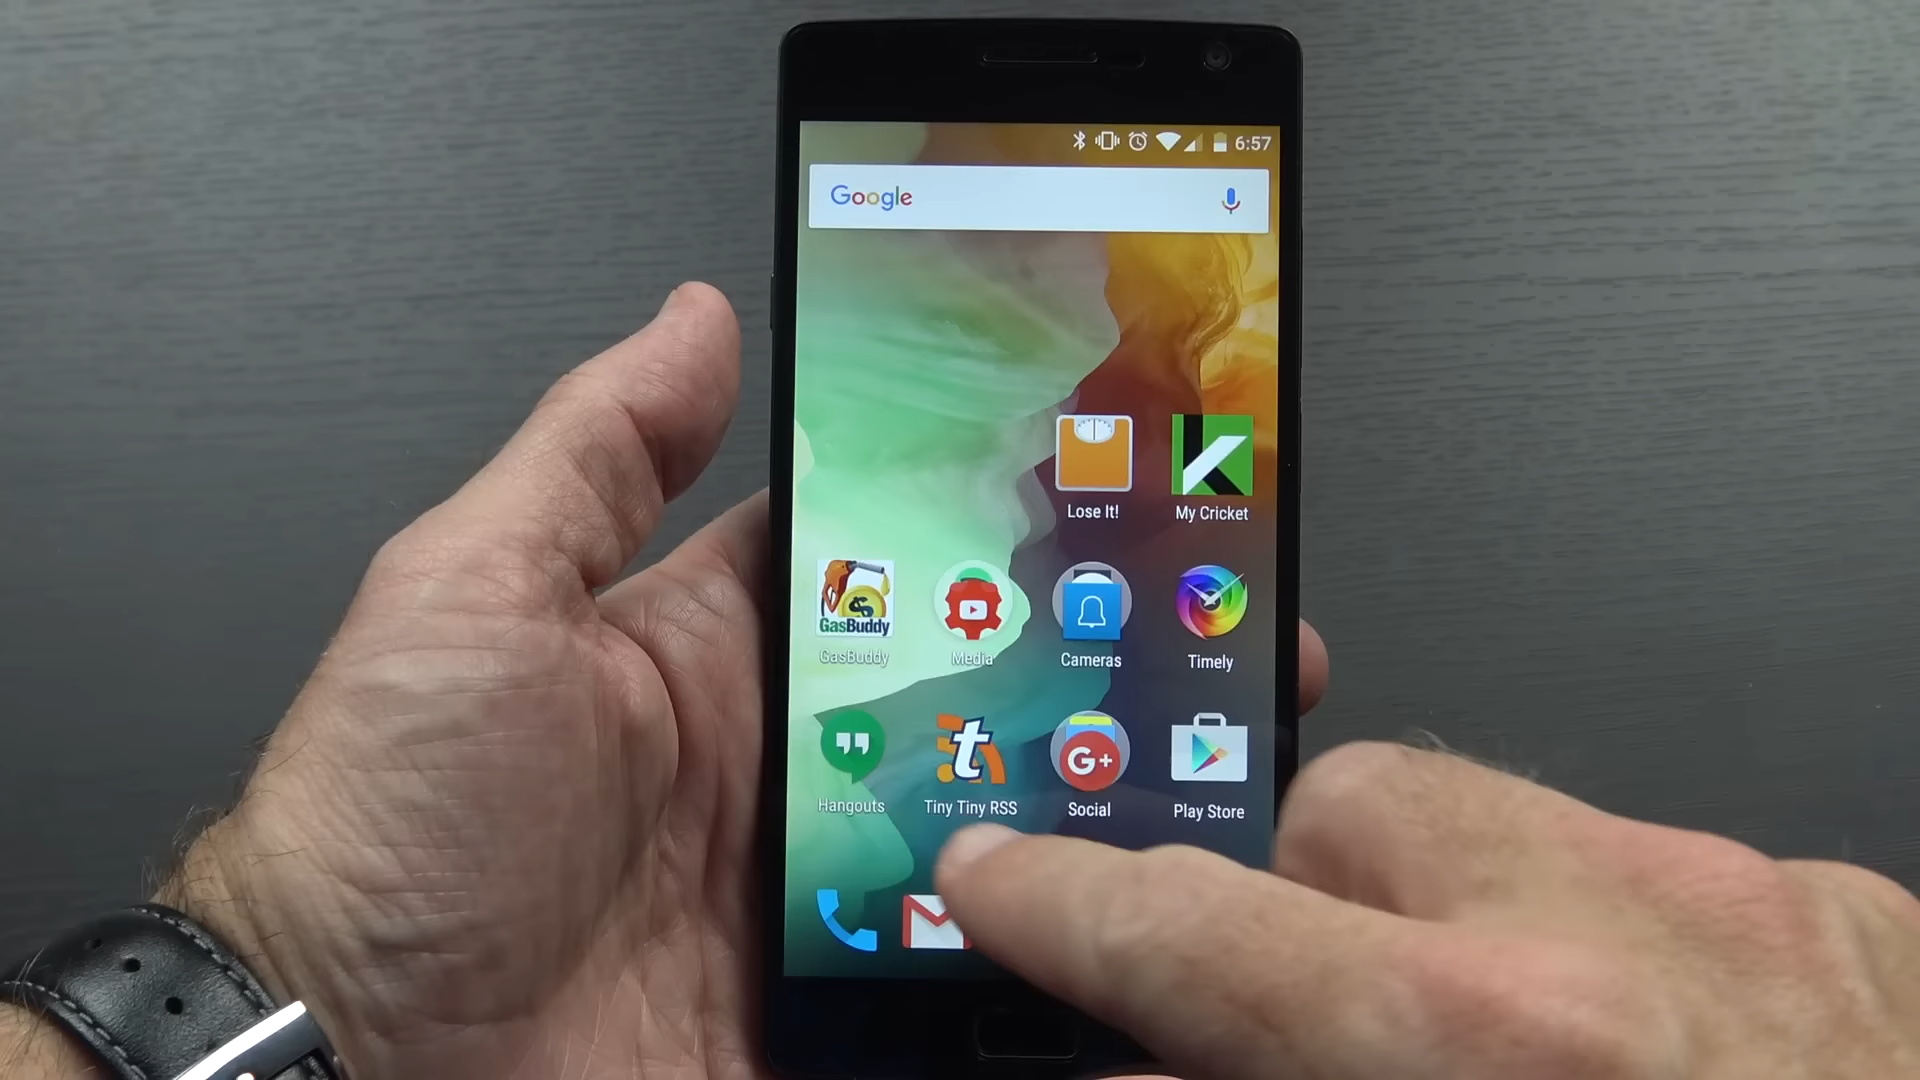 6:57
Google
Lose It!
My Cricket
GasBuddy
GasBuddy
Media
Cameras
Timely
t
G+
Hangouts
Tiny Tiny RSS
Social
Play Store